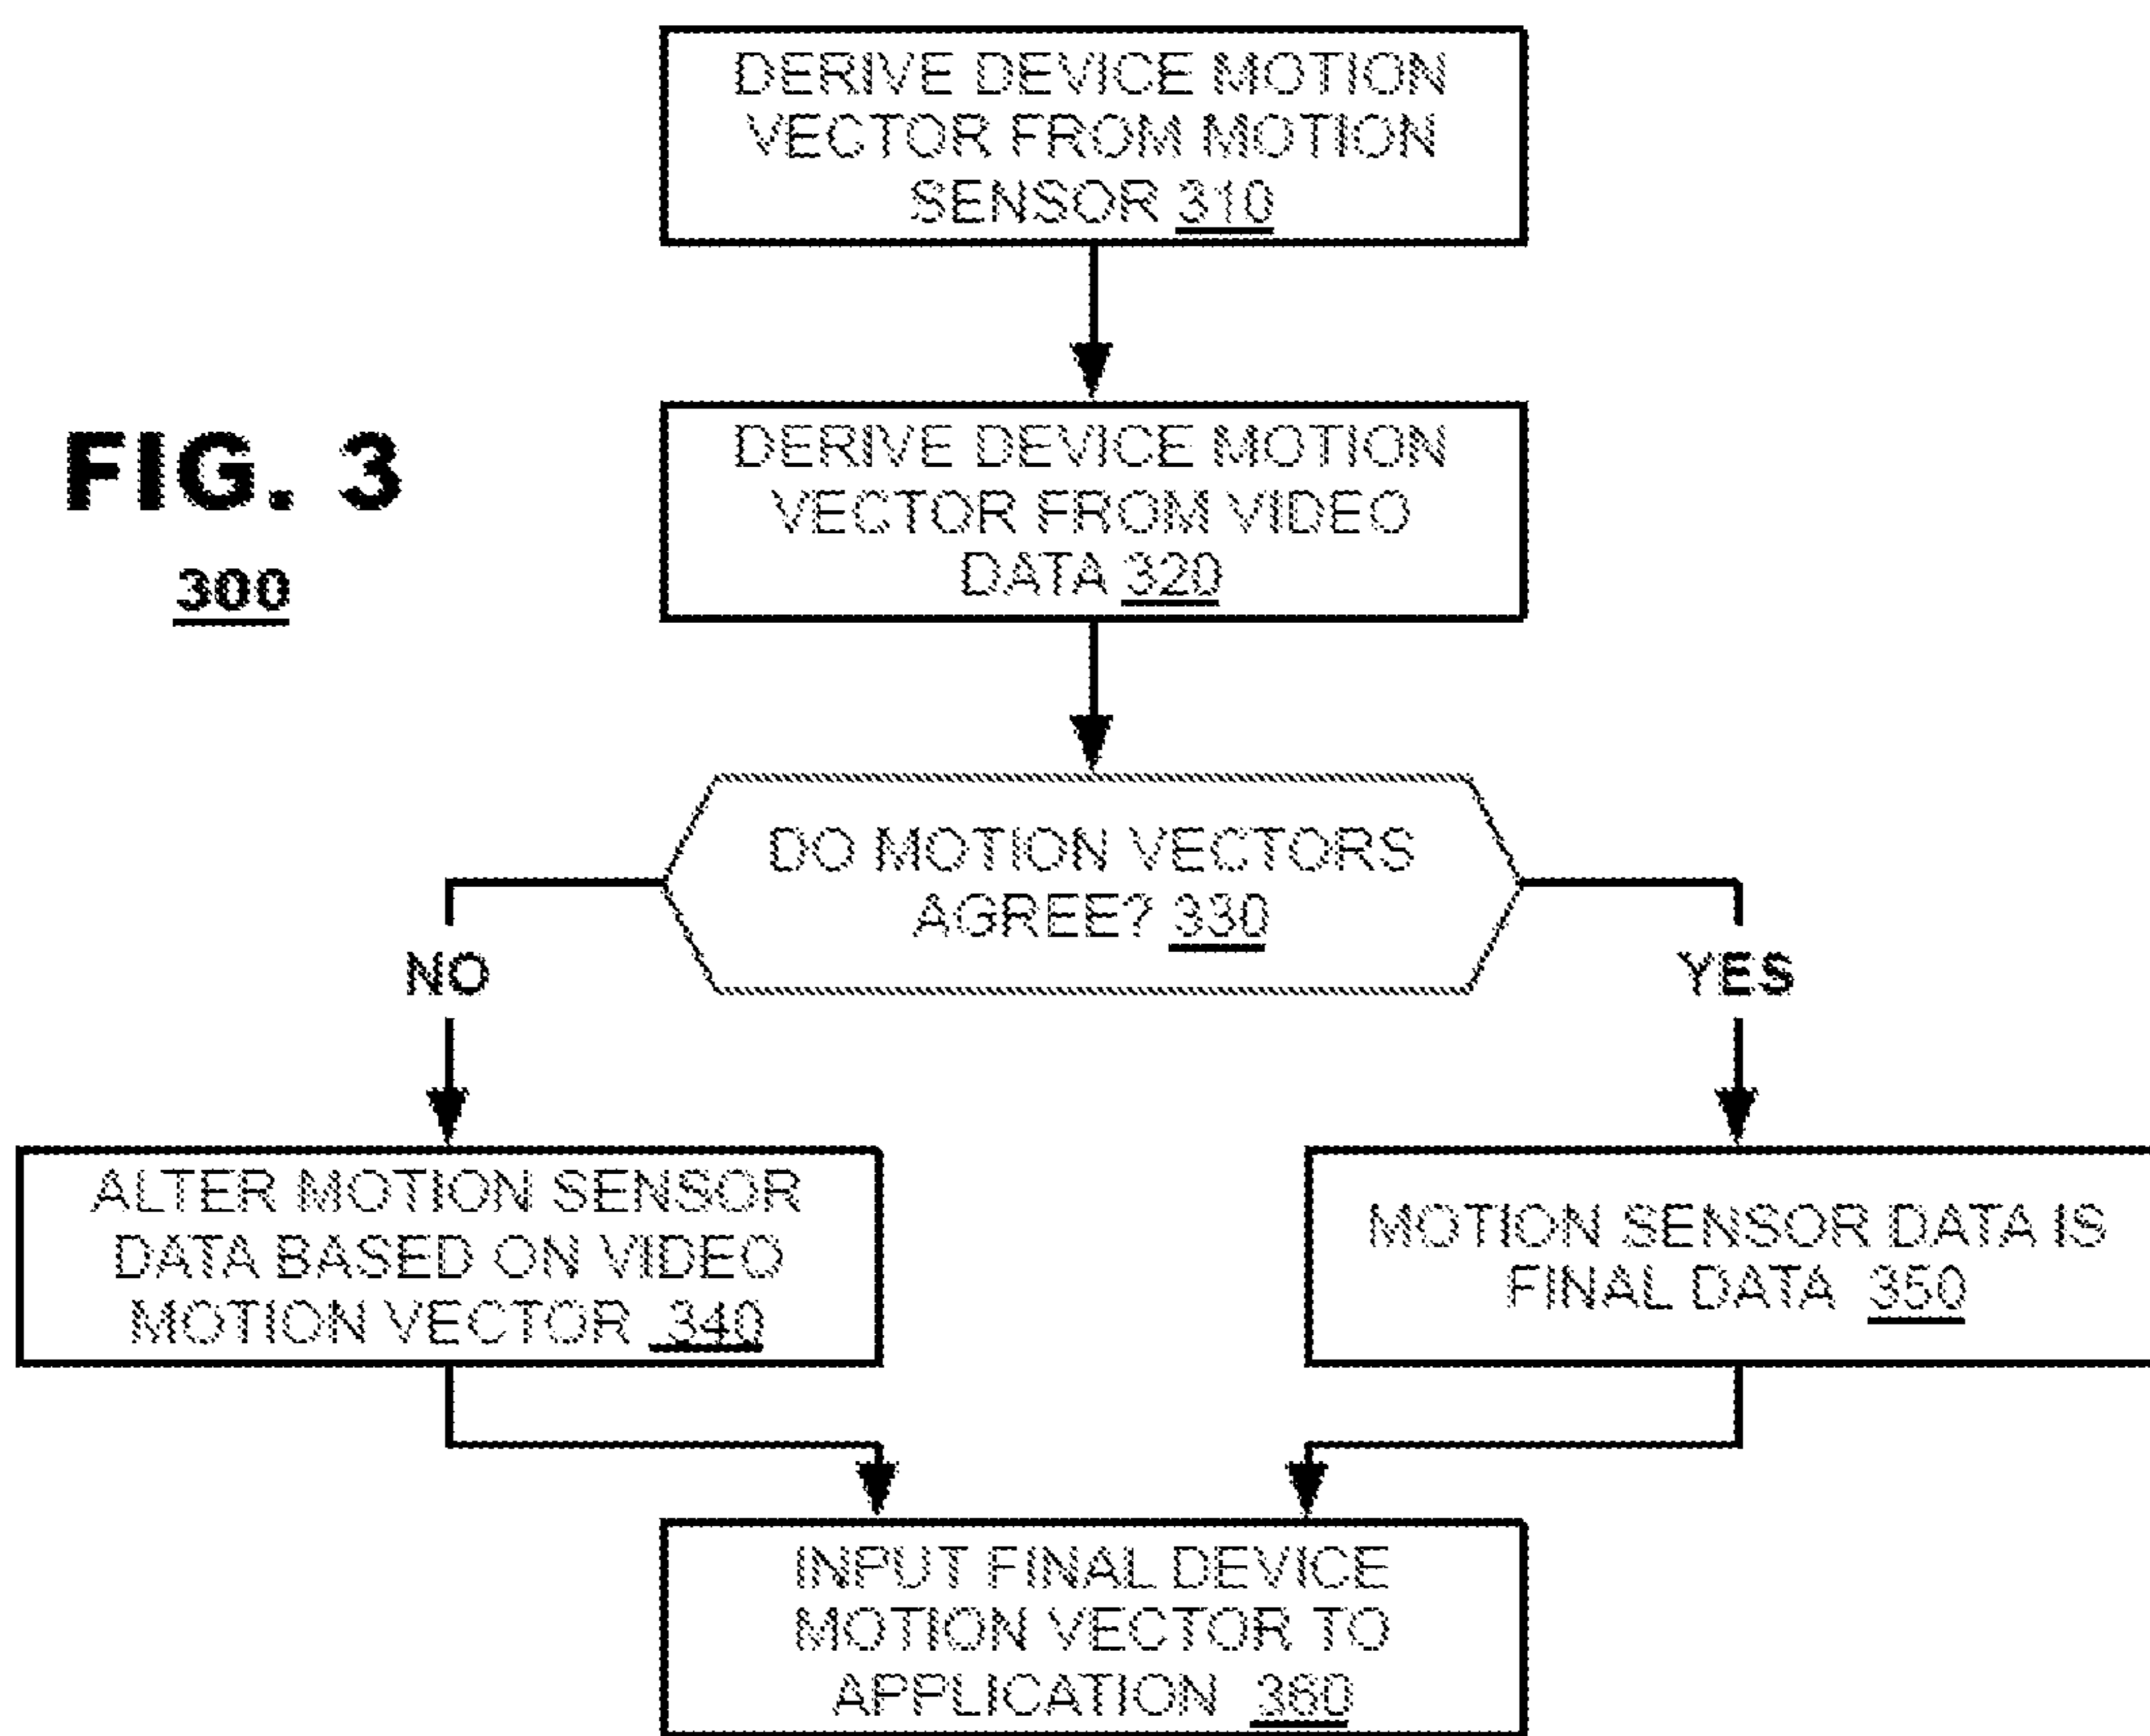 DERIVE DEVICE MOTION
VECTOR FROM MOTION
SENSOR 310
FIG. 3
300
DERIVE DEVICE MOTION
VECTOR FROM VIDEO
DATA 320
DO MOTION VECTORS
AGREE? 330
NO
YES
ALTER MOTION SENSOR
DATA BASED ON VIDEO
MOTION VECTOR 340
MOTION SENSOR DATA IS
FINAL DATA 350
INPUT FINAL DEVICE
MOTION VECTOR TO
APPLICATION 360